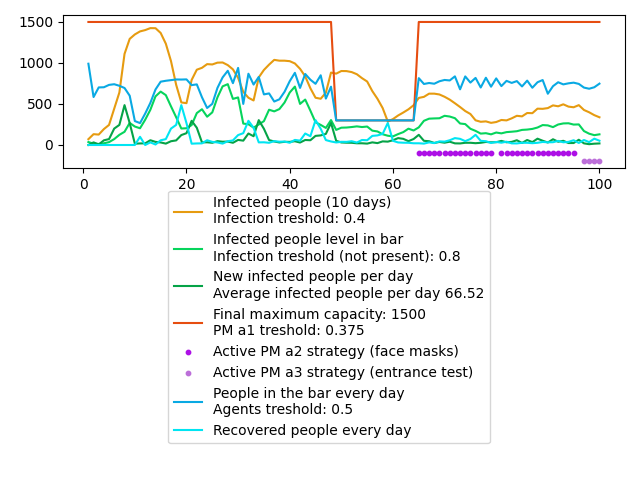 1500
1000
500
0
0 20 40 60 80 100
Infected people (10 days)
Infection treshold: 0.4
Infected people level in bar
Infection treshold (not present): 0.8
New infected people per day
Average infected people per day 66.52
Final maximum capacity: 1500
PM a1 treshold: 0.375
Active PM a2 strategy (face masks)
Active PM a3 strategy (entrance test)
People in the bar every day
Agents treshold: 0.5
Recovered people every day